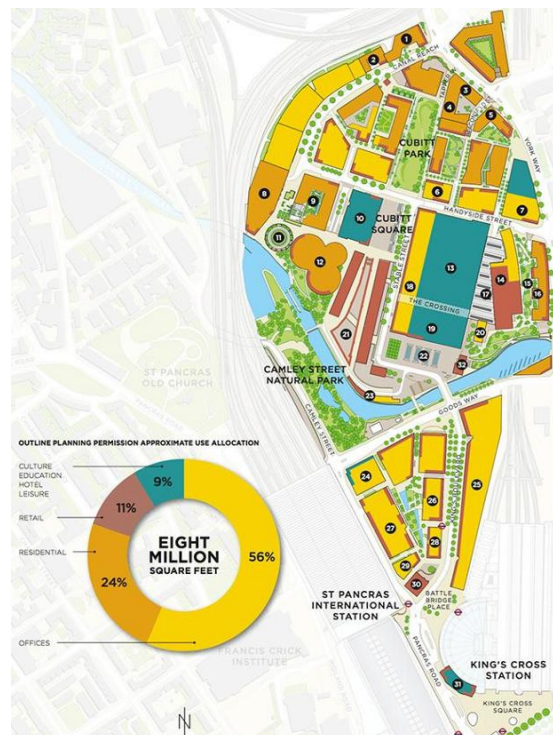 1
2
CANAL REACH
TAPPER
3
4
5
YORK WAY
CUBITT
PARK
6
7
HANDYSIDE STREET
8
9
10
CUBITT
SQUARE
STABLE STREET
11
12
13
14
15
16
17
18
THE CROSSING
19
20
21
22
32
23
CAMLEY STREET
NATURAL PARK
ST PANCRAS
OLD CHURCH
CAMLEY STREET
GOODS WAY
OUTLINE PLANNING PERMISSION APPROXIMATE USE ALLOCATION
CULTURE
EDUCATION
HOTEL
LEISURE
RETAIL
RESIDENTIAL
OFFICES
9%
11%
24%
56%
EIGHT
MILLION
SQUARE FEET
24
25
26
27
28
29
30
BATTLE
BRIDGE
PLACE
ST PANCRAS
INTERNATIONAL
STATION
PANCRAS ROAD
FRANCIS CRICK
INSTITUTE
KING'S CROSS
STATION
31
KING'S CROSS
SQUARE
N